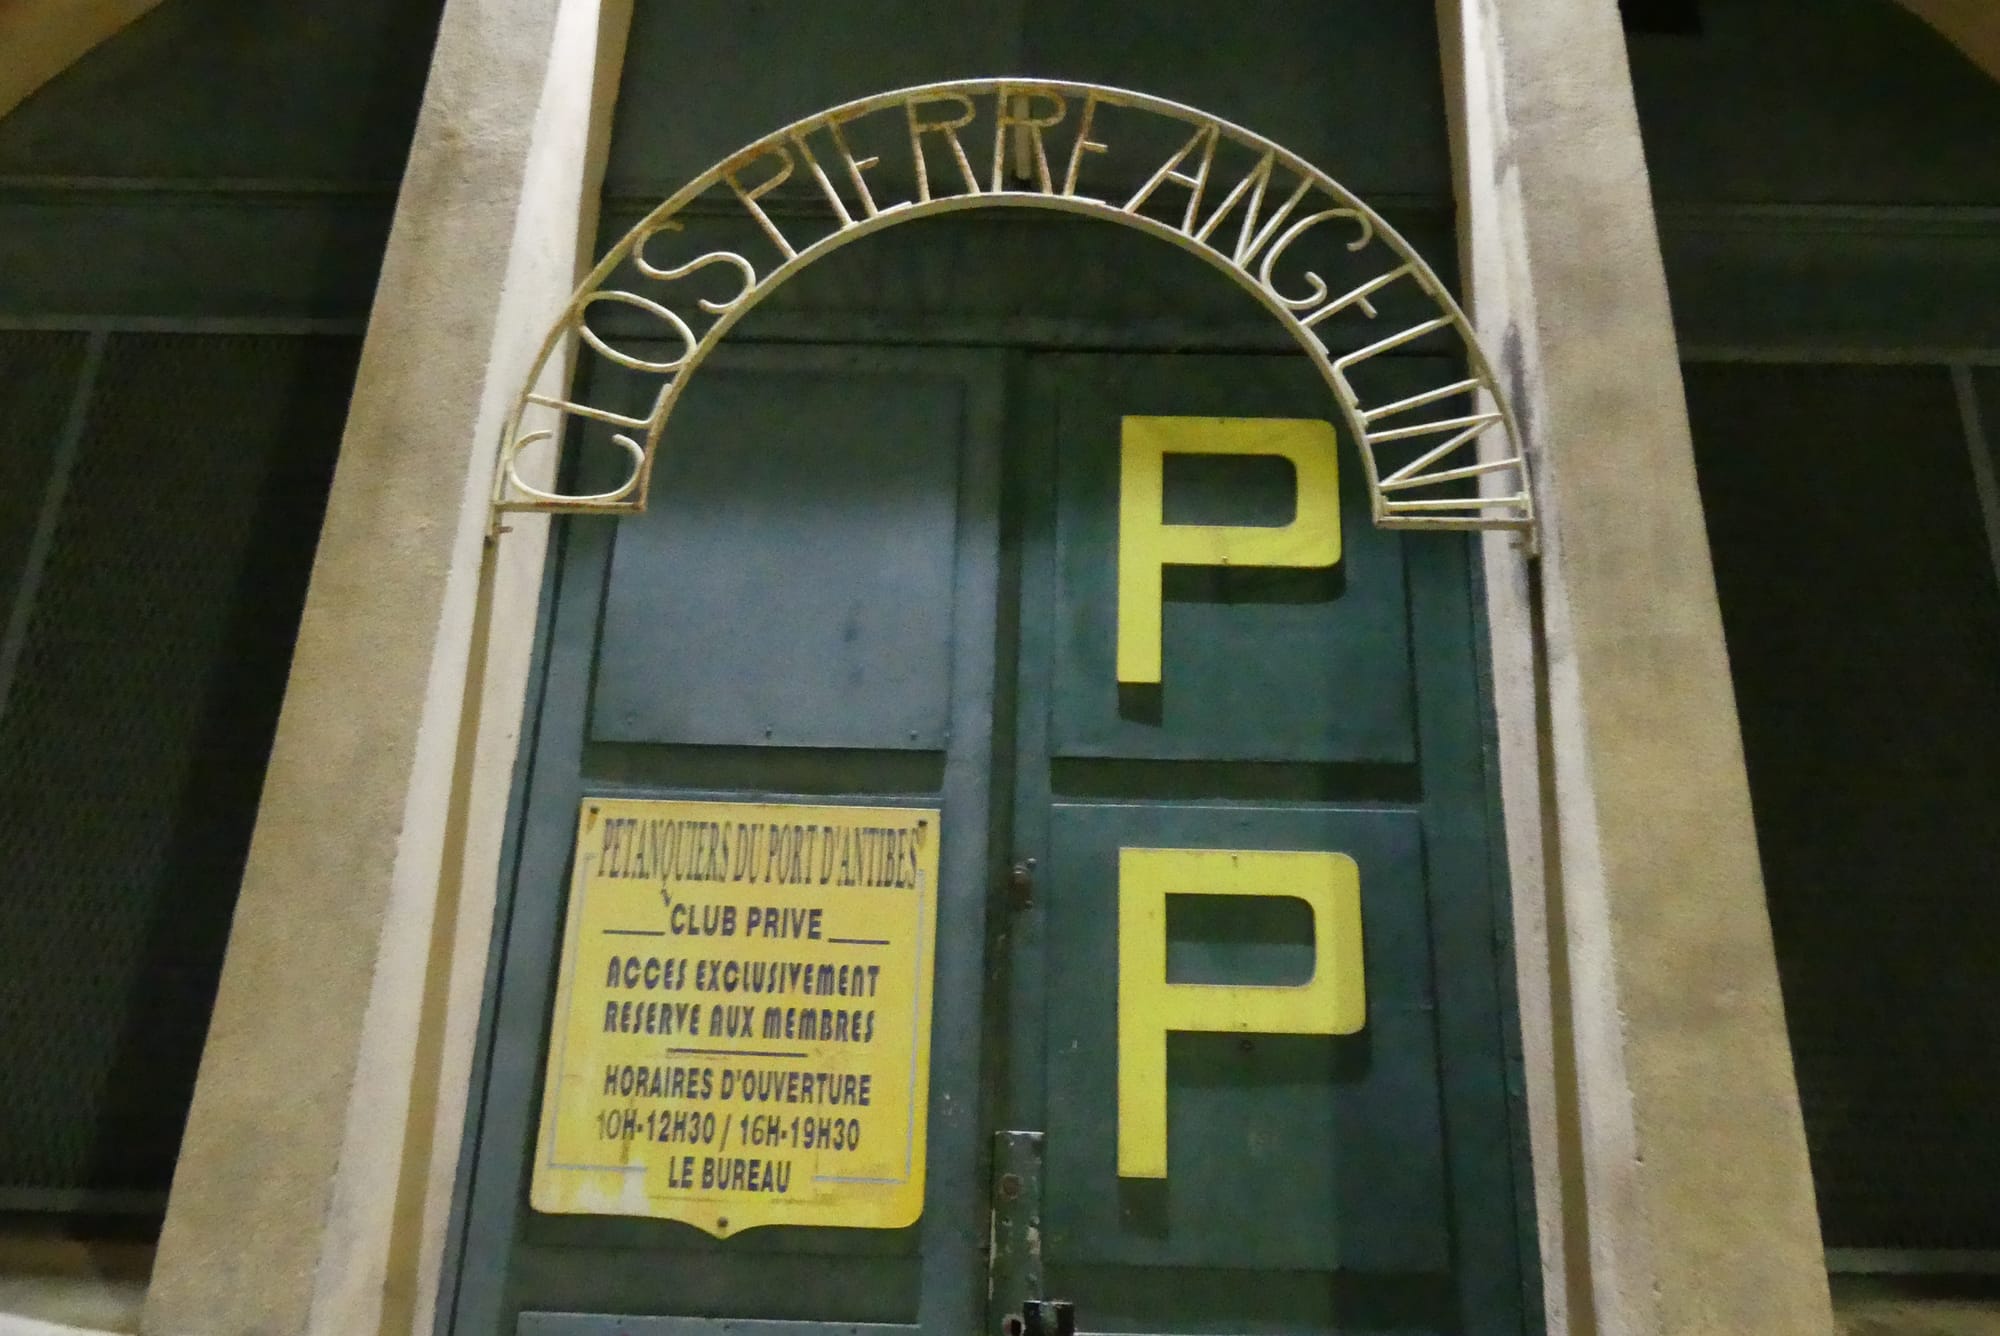 CLOS PIERRE ANGELINI
P
P
PETANQUIERS DU PORT D'ANTIBES
CLUB PRIVE
ACCES EXCLUSIVEMENT
RESERVE AUX MEMBRES
HORAIRES D'OUVERTURE
10H-12H30 / 16H-19H30
LE BUREAU